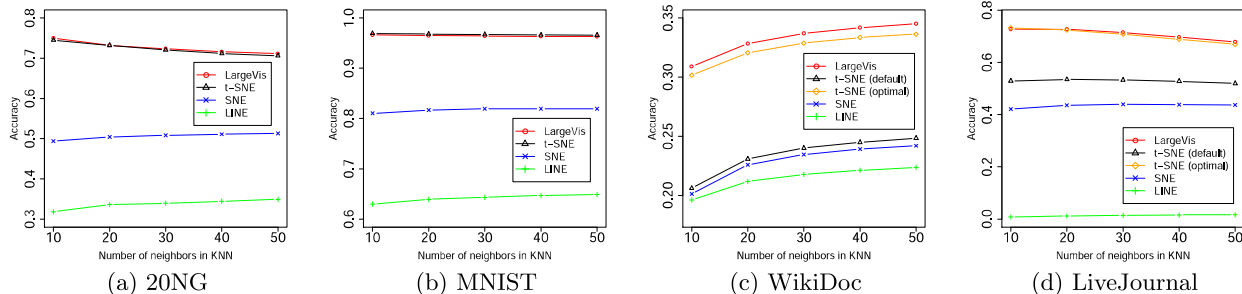 0.8
0.7
0.6
0.5
0.4
0.3
Accuracy
LargeVis
t-SNE
SNE
LINE
10 20 30 40 50
Number of neighbors in KNN
(a) 20NG
1.0
0.9
0.8
0.7
0.6
Accuracy
LargeVis
t-SNE
SNE
LINE
10 20 30 40 50
Number of neighbors in KNN
(b) MNIST
0.35
0.30
0.25
0.20
Accuracy
LargeVis
t-SNE (default)
t-SNE (optimal)
SNE
LINE
10 20 30 40 50
Number of neighbors in KNN
(c) WikiDoc
0.8
0.6
0.4
0.2
0.0
Accuracy
LargeVis
t-SNE (default)
t-SNE (optimal)
SNE
LINE
10 20 30 40 50
Number of neighbors in KNN
(d) LiveJournal